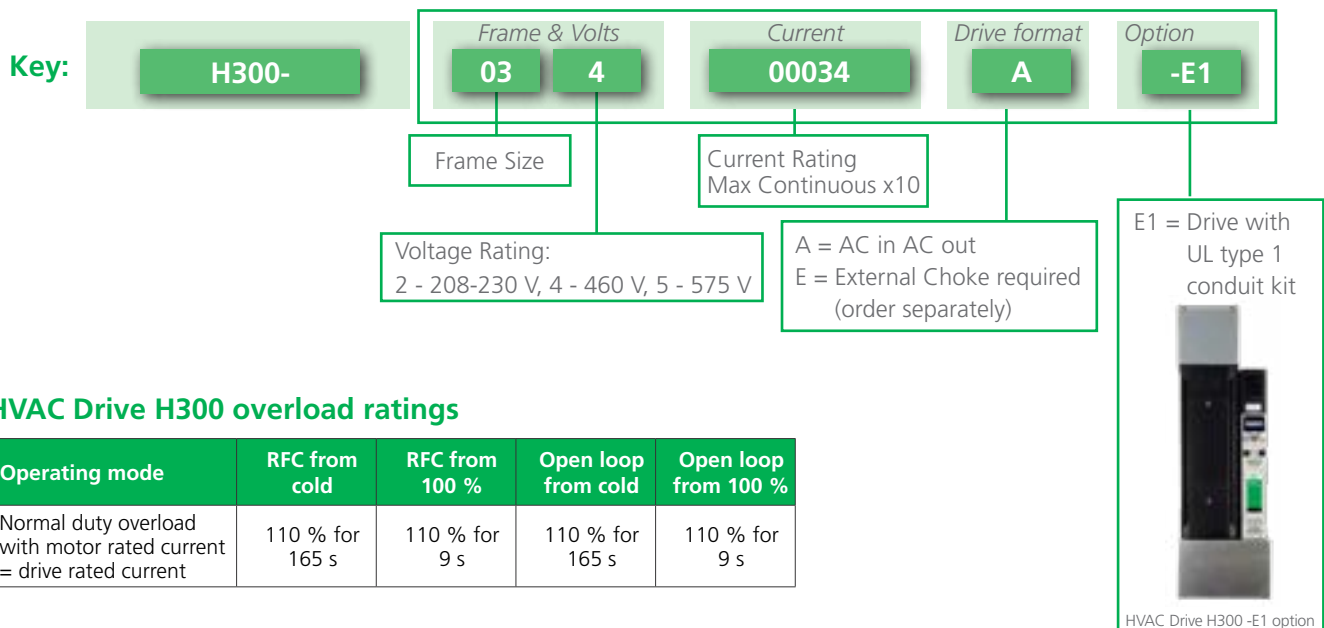 Key:
H300-
Frame & Volts
03 4
Current
00034
Drive format
A
Option
-E1
Frame Size
Current Rating
Max Continuous x10
Voltage Rating:
2 - 208-230 V, 4 - 460 V, 5 - 575 V
A = AC in AC out
E = External Choke required
(order separately)
E1 = Drive with
UL type 1
conduit kit
HVAC Drive H300 -E1 option
HVAC Drive H300 overload ratings
Operating mode
RFC from
cold
RFC from
100 %
Open loop
from cold
Open loop
from 100 %
Normal duty overload
with motor rated current
= drive rated current
110 % for
165 s
110 % for
9 s
110 % for
165 s
110 % for
9 s